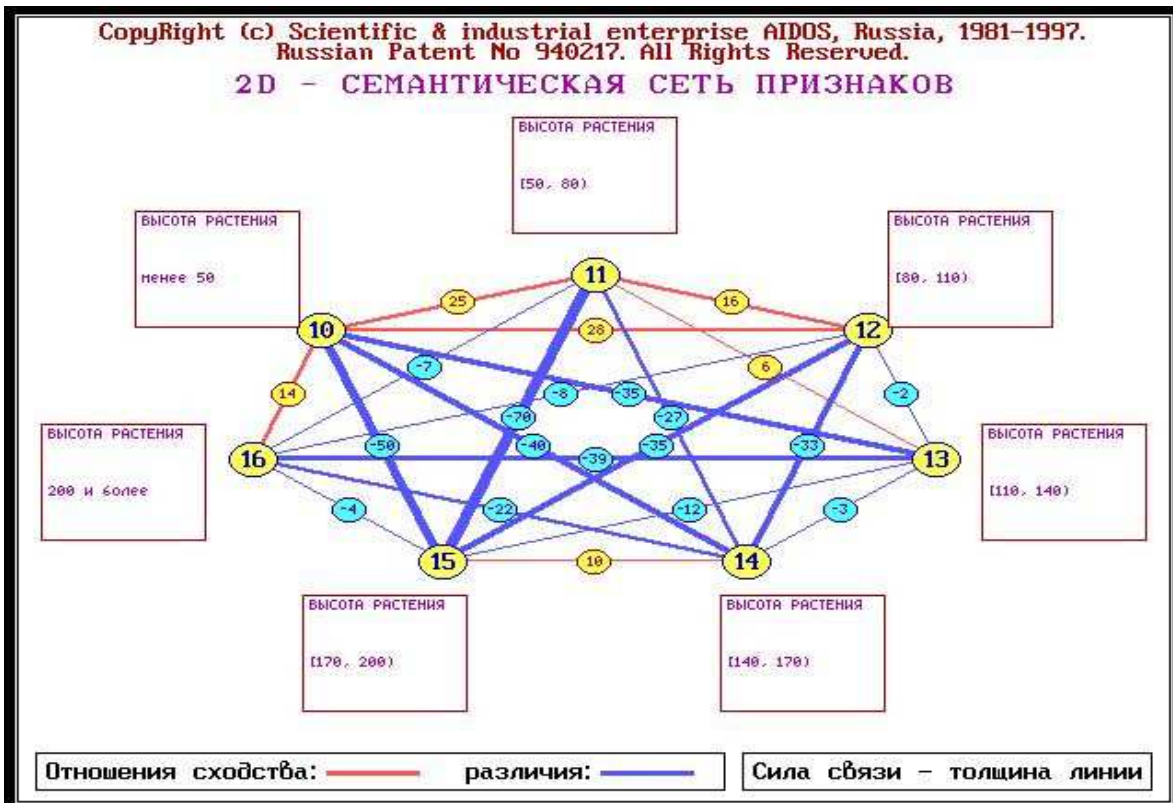 CopyRight (c) Scientific & industrial enterprise AIDOS, Russia, 1981-1997.
Russian Patent No 940217. All Rights Reserved.
2D - СЕМАНТИЧЕСКАЯ СЕТЬ ПРИЗНАКОВ
ВЫСОТА РАСТЕНИЯ
[50, 80)
ВЫСОТА РАСТЕНИЯ
менее 50
ВЫСОТА РАСТЕНИЯ
[80, 110)
11
25
16
10
28
12
-7
6
14
-8
-35
-2
-70
-27
ВЫСОТА РАСТЕНИЯ
200 и более
ВЫСОТА РАСТЕНИЯ
[110, 140)
-50
-40
-35
-33
16
-39
13
-4
-22
-12
-3
15
10
14
ВЫСОТА РАСТЕНИЯ
[170, 200)
ВЫСОТА РАСТЕНИЯ
[140, 170)
Отношения сходства: различия:
Сила связи - толщина линии